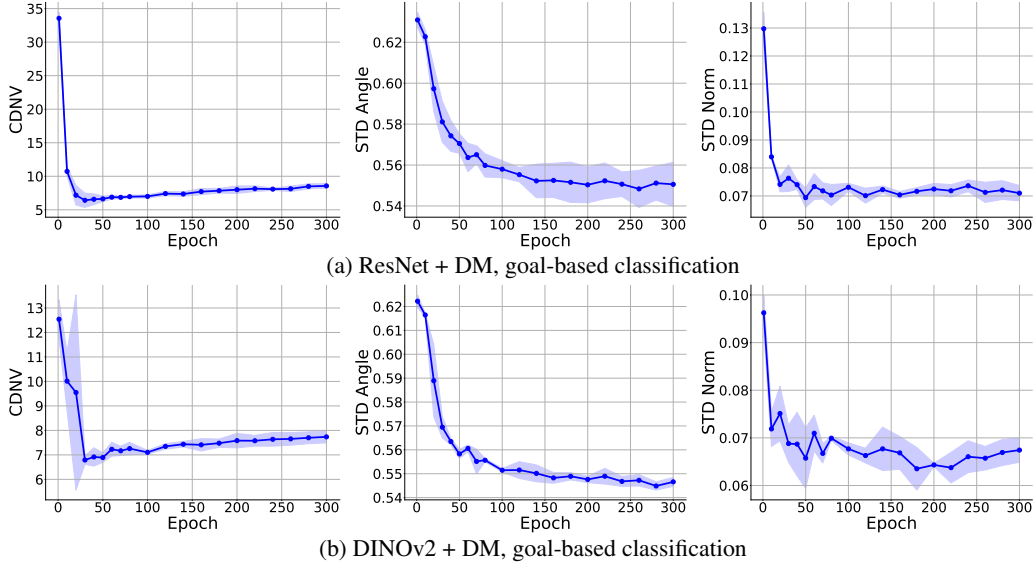 35
30
25
20
15
10
5
CDNV
0 50 100 150 200 250 300
Epoch
0.62
0.60
0.58
0.56
0.54
STD Angle
0 50 100 150 200 250 300
Epoch
0.13
0.12
0.11
0.10
0.09
0.08
0.07
STD Norm
0 50 100 150 200 250 300
Epoch
(a) ResNet + DM, goal-based classification
13
12
11
10
9
8
7
6
CDNV
0 50 100 150 200 250 300
Epoch
0.62
0.61
0.60
0.59
0.58
0.57
0.56
0.55
0.54
STD Angle
0 50 100 150 200 250 300
Epoch
0.10
0.09
0.08
0.07
0.06
STD Norm
0 50 100 150 200 250 300
Epoch
(b) DINOv2 + DM, goal-based classification